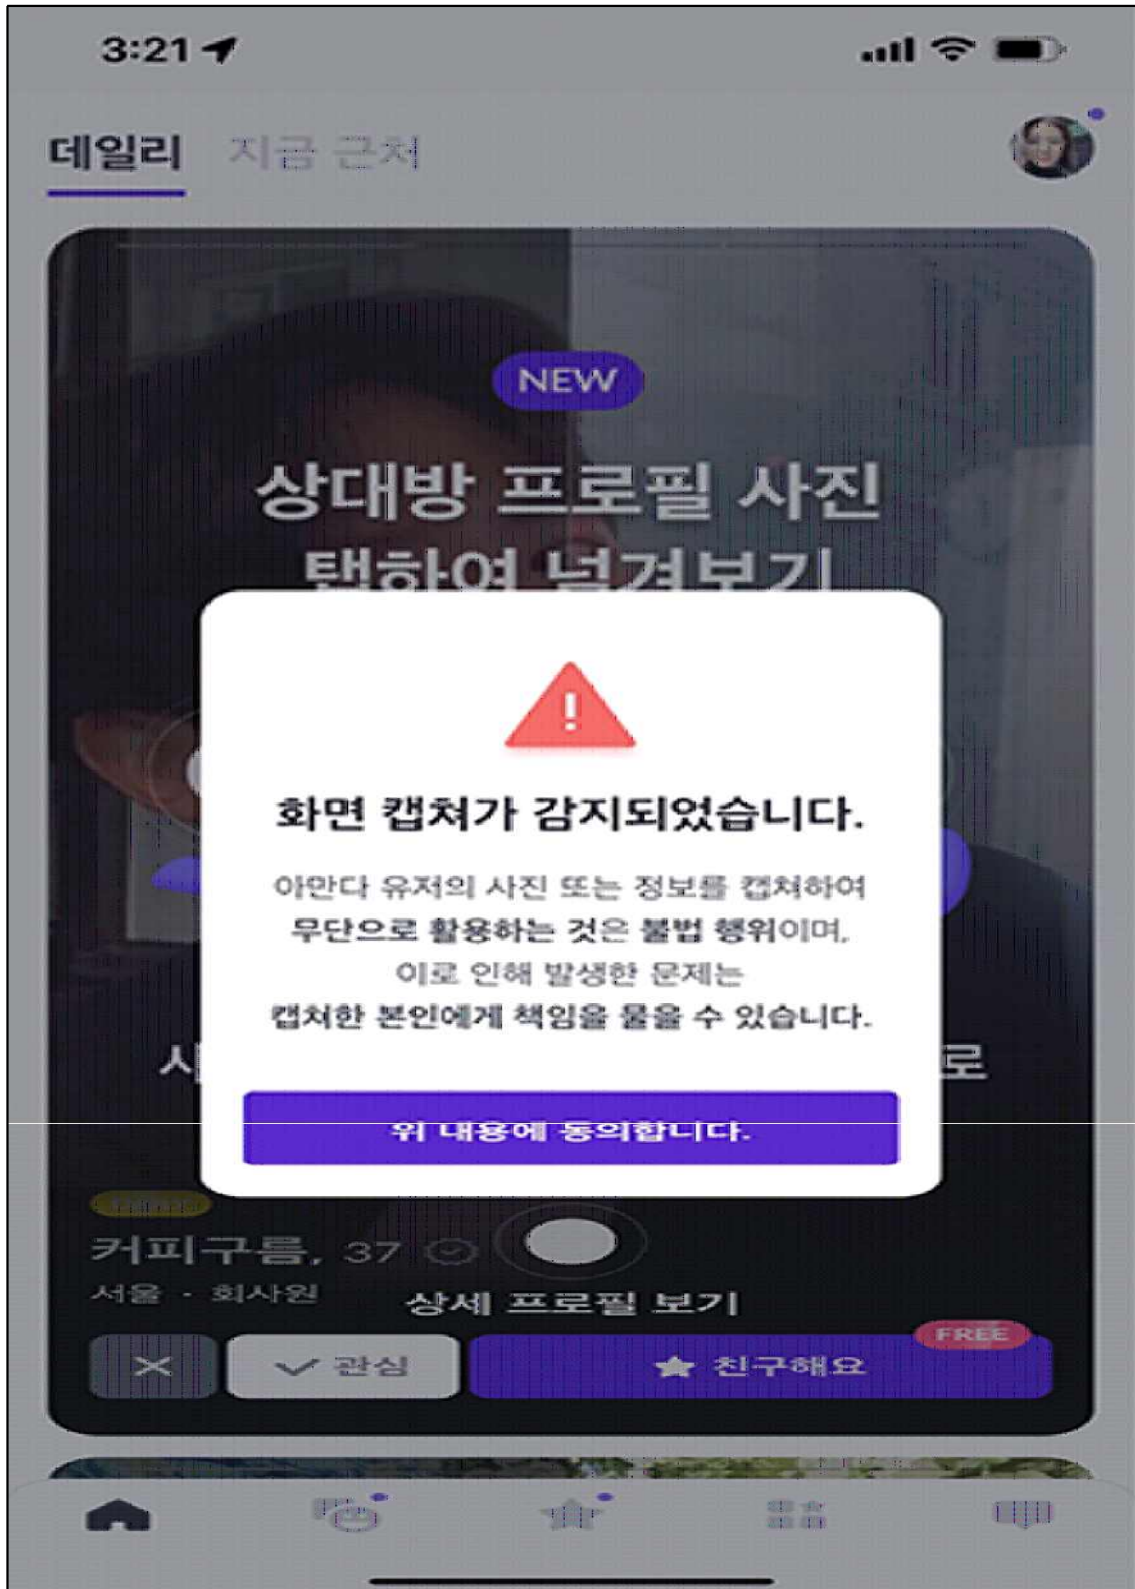 3:21
데일리 지금 근처
NEW
상대방 프로필 사진
탭하여 넘겨보기
화면 캡쳐가 감지되었습니다.
아만다 유저의 사진 또는 정보를 캡쳐하여
무단으로 활용하는 것은 불법 행위이며,
이로 인해 발생한 문제는
캡쳐한 본인에게 책임을 물을 수 있습니다.
로
위 내용에 동의합니다.
커피구름, 37
서울 · 회사원
상세 프로필 보기
FREE
관심
친구해요